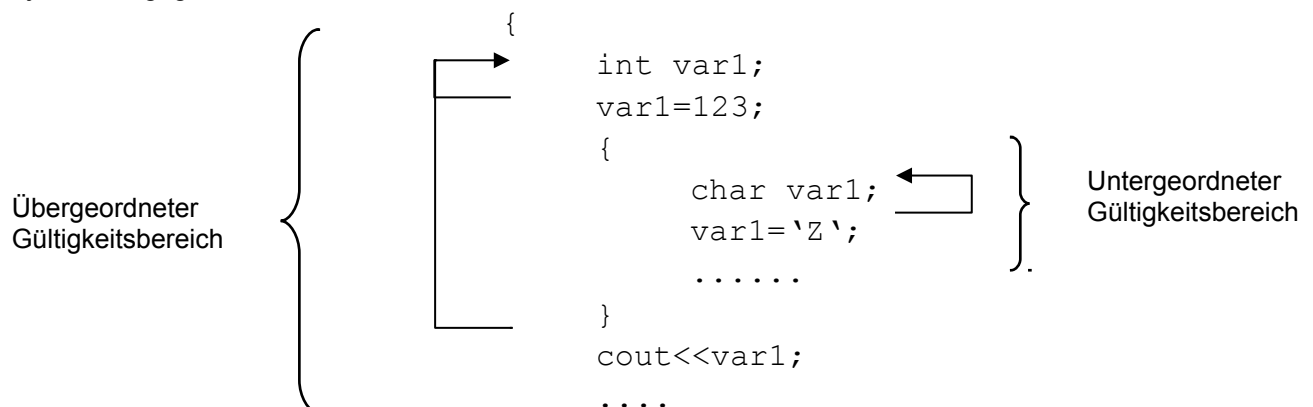 {
int var1;
var1=123;
{
char var1;
var1=‵Z‵;
......
}
cout<<var1;
....
Übergeordneter
Gültigkeitsbereich
Untergeordneter
Gültigkeitsbereich
.